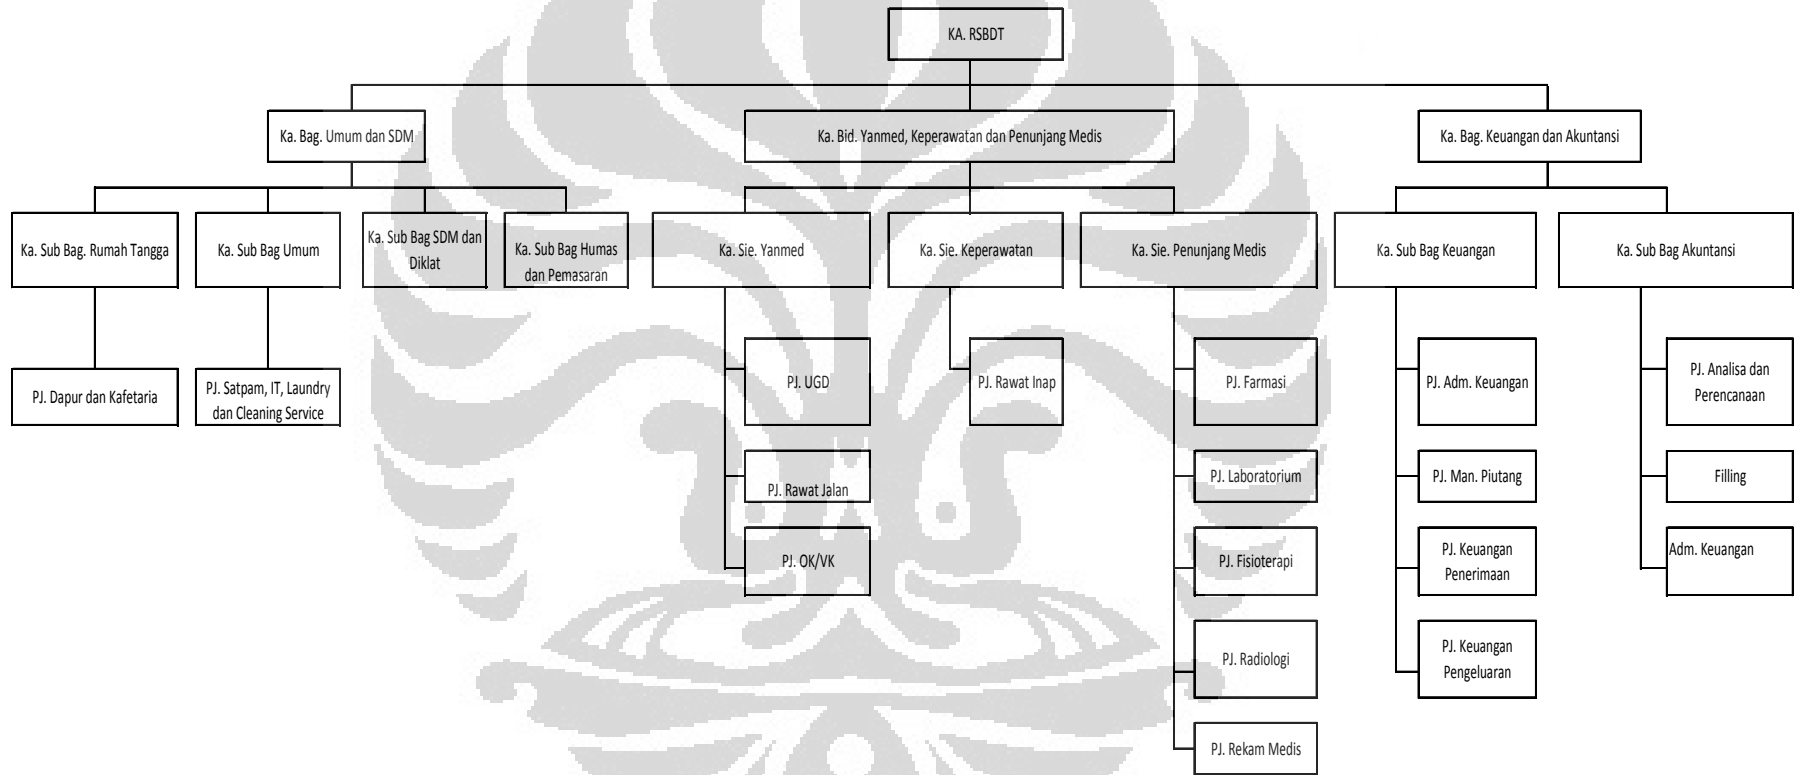 KA. RSBDT
Ka. Bag. Umum dan SDM
Ka. Bid. Yanmed, Keperawatan dan Penunjang Medis
Ka. Bag. Keuangan dan Akuntansi
Ka. Sub Bag. Rumah Tangga
Ka. Sub Bag Umum
Ka. Sub Bag SDM dan
Diklat
Ka. Sub Bag Humas
dan Pemasaran
Ka. Sie. Yanmed
Ka. Sie. Keperawatan
Ka. Sie. Penunjang Medis
Ka. Sub Bag Keuangan
Ka. Sub Bag Akuntansi
PJ. Dapur dan Kafetaria
PJ. Satpam, IT, Laundry
dan Cleaning Service
PJ. UGD
PJ. Rawat Jalan
PJ. OK/VK
PJ. Rawat Inap
PJ. Farmasi
PJ. Laboratorium
PJ. Fisioterapi
PJ. Radiologi
PJ. Rekam Medis
PJ. Adm. Keuangan
PJ. Man. Piutang
PJ. Keuangan
Penerimaan
PJ. Keuangan
Pengeluaran
PJ. Analisa dan
Perencanaan
Filling
Adm. Keuangan